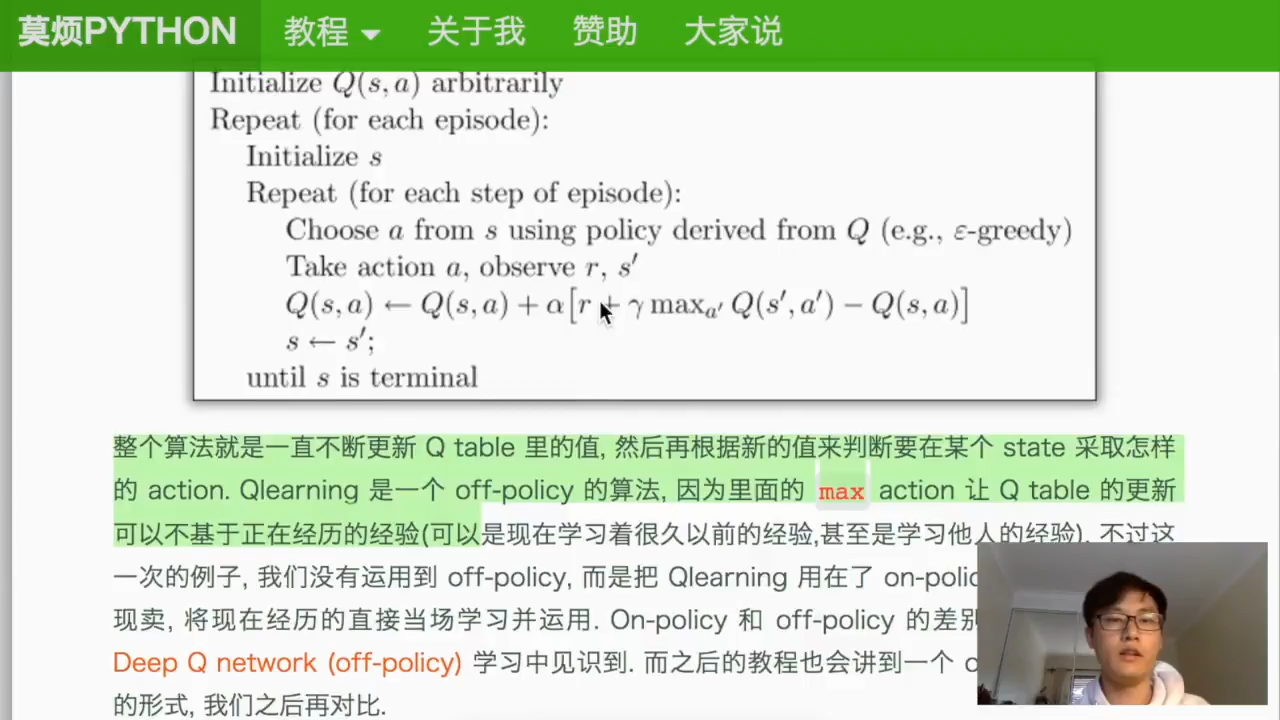 莫烦PYTHON 教程 关于我 赞助 大家说
Initialize Q(s, a) arbitrarily
Repeat (for each episode):
Initialize s
Repeat (for each step of episode):
Choose a from s using policy derived from Q (e.g., ε-greedy)
Take action a, observe r, s′
Q(s, a) ← Q(s, a) + α[r + γ maxₐ′ Q(s′, a′) − Q(s, a)]
s ← s′;
until s is terminal
整个算法就是一直不断更新 Q table 里的值, 然后再根据新的值来判断要在某个 state 采取怎样
的 action. Qlearning 是一个 off-policy 的算法, 因为里面的 max action 让 Q table 的更新
可以不基于正在经历的经验(可以是现在学习着很久以前的经验,甚至是学习他人的经验). 不过这
一次的例子, 我们没有运用到 off-policy, 而是把 Qlearning 用在了
现卖, 将现在经历的直接当场学习并运用. On-policy 和 off-policy 的差
Deep Q network (off-policy) 学习中见识到. 而之后的教程也会讲到一个
的形式, 我们之后再对比.